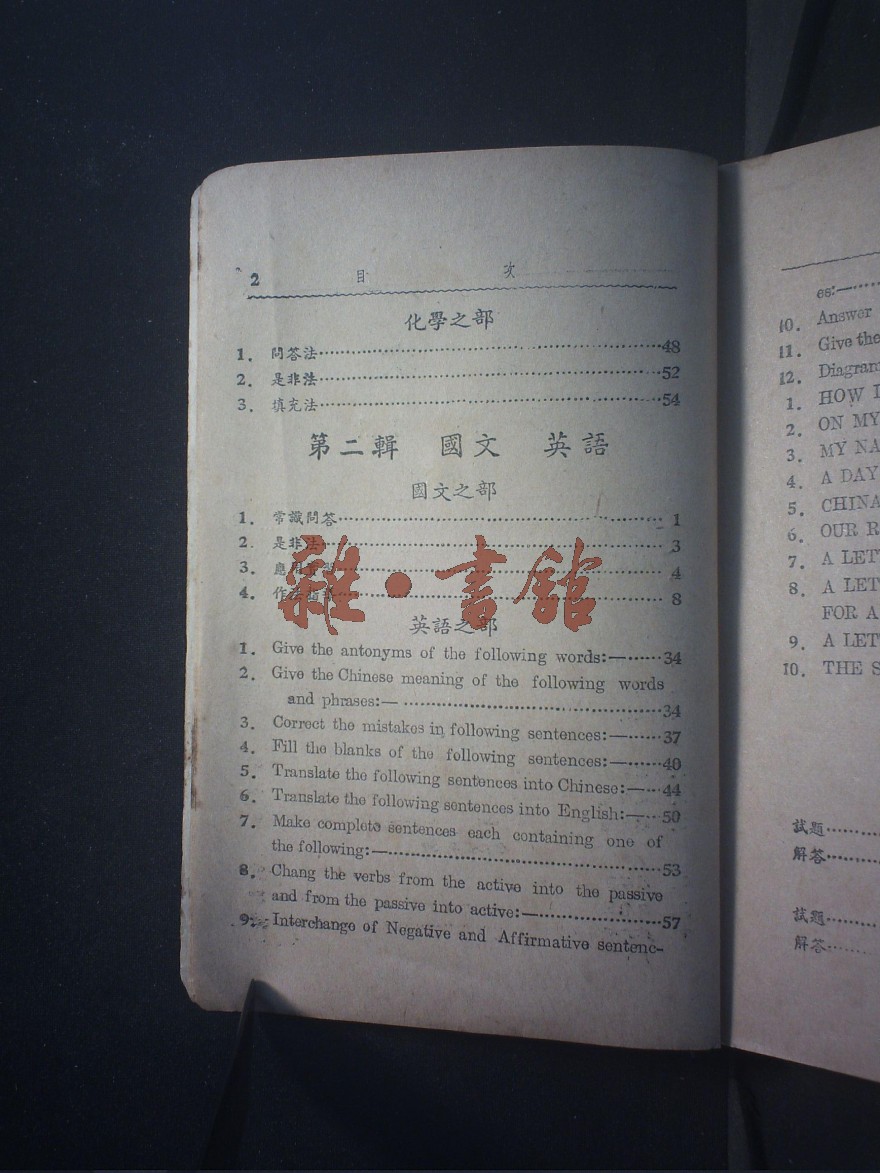 2 目 次
化學之部
1. 問答法……48
2. 是非法……52
3. 填充法……54
第二輯 國文 英語
國文之部
1. 常識問答……1
2. 是非法……3
3. 應用……4
4. 作……8
雜·書館
英語之部
1. Give the antonyms of the following words:—……34
2. Give the Chinese meaning of the following words
and phrases:—……34
3. Correct the mistakes in following sentences:—……37
4. Fill the blanks of the following sentences:—……40
5. Translate the following sentences into Chinese:—…44
6. Translate the following sentences into English:—…50
7. Make complete sentences each containing one of
the following:—……53
8. Chang the verbs from the active into the passive
and from the passive into active:—……57
9. Interchange of Negative and Affirmative sentenc-
es:—……
10. Answer
11. Give the
12. Diagram
1. HOW I
2. ON MY
3. MY NA
4. A DAY
5. CHINA
6. OUR R
7. A LET
8. A LET
FOR A
9. A LET
10. THE S
試題……
解答……
試題……
解答……